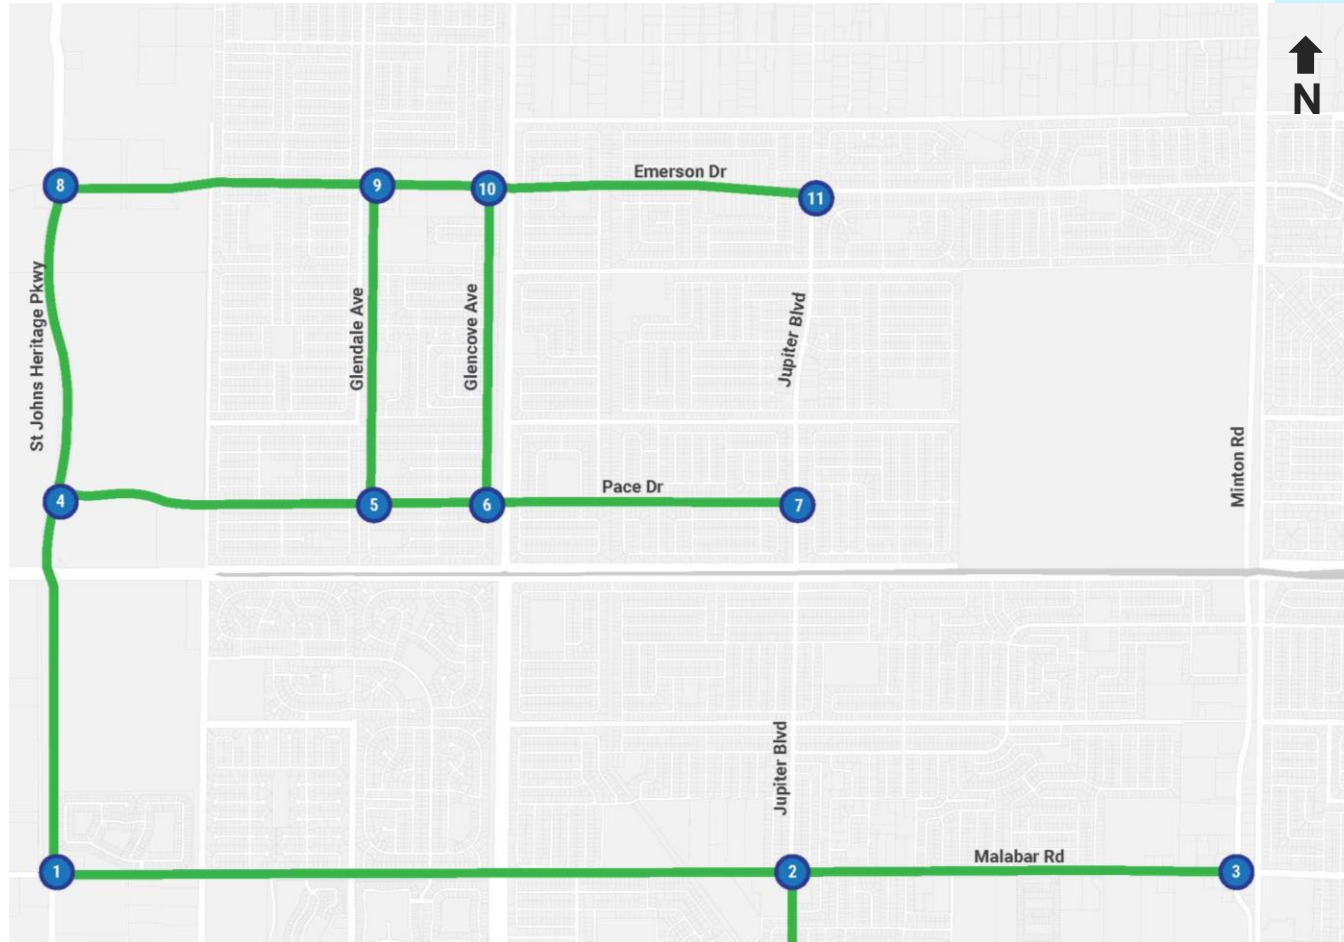 N
Emerson Dr
8
9
10
11
St Johns Heritage Pkwy
Glendale Ave
Glencove Ave
Jupiter Blvd
Minton Rd
Pace Dr
4
5
6
7
Jupiter Blvd
Malabar Rd
1
2
3